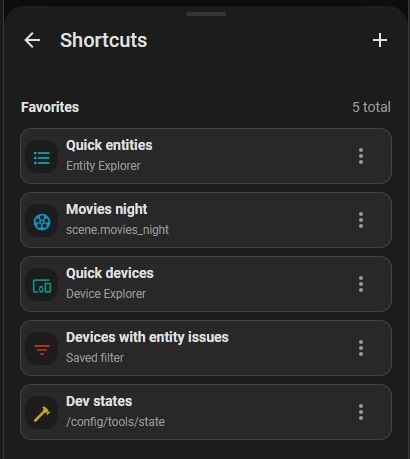 Shortcuts
Favorites
5 total
Quick entities
Entity Explorer
Movies night
scene.movies_night
Quick devices
Device Explorer
Devices with entity issues
Saved filter
Dev states
/config/tools/state